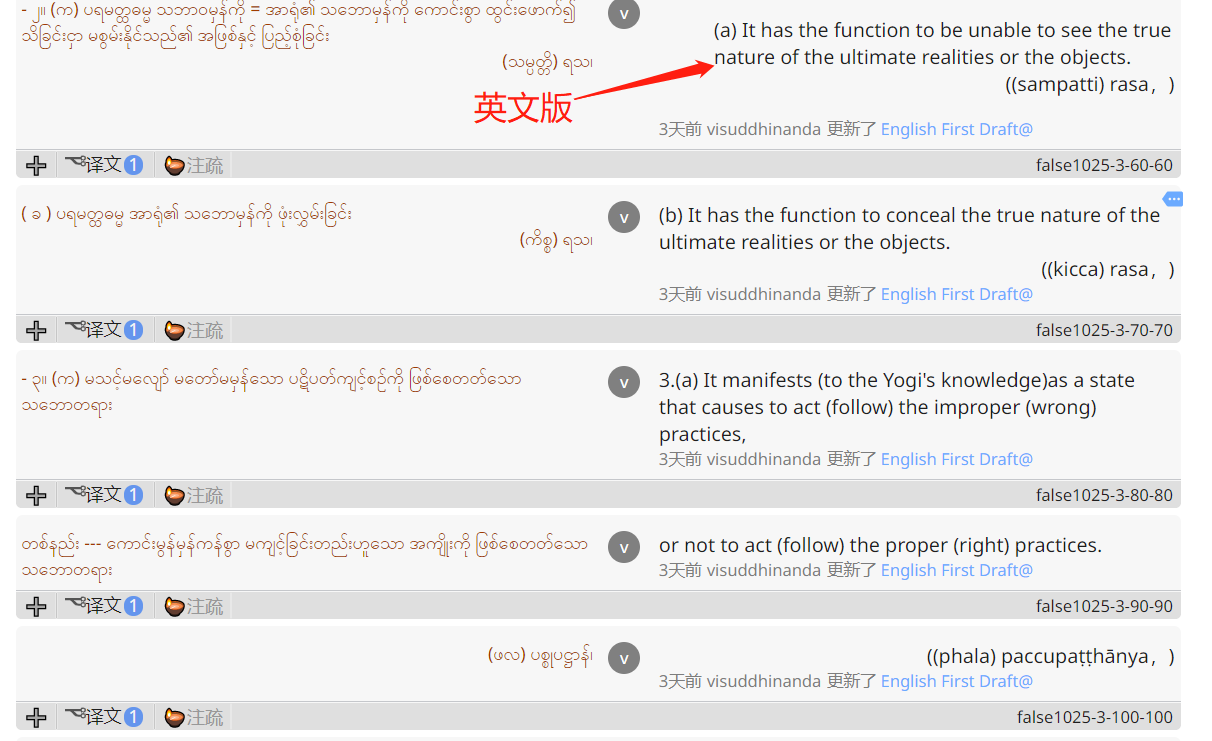 - ၂။ (က) ပရမတ္ထဓမ္မ သဘာဝမှန်ကို = အာရုံ၏ သဘောမှန်ကို ကောင်းစွာ ထွင်းဖောက်၍
သိခြင်းငှာ မစွမ်းနိုင်သည်၏ အဖြစ်နှင့် ပြည့်စုံခြင်း
(သမ္ပတ္တိ) ရသ၊
v
(a) It has the function to be unable to see the true
nature of the ultimate realities or the objects.
((sampatti) rasa，)
英文版
3天前 visuddhinanda 更新了 English First Draft@
译文 1 注疏 false1025-3-60-60
( ခ ) ပရမတ္ထဓမ္မ အာရုံ၏ သဘောမှန်ကို ဖုံးလွှမ်းခြင်း
(ကိစ္စ) ရသ၊
v
(b) It has the function to conceal the true nature of the
ultimate realities or the objects.
((kicca) rasa，)
3天前 visuddhinanda 更新了 English First Draft@
译文 1 注疏 false1025-3-70-70
- ၃။ (က) မသင့်မလျော် မတော်မမှန်သော ပဋိပတ်ကျင့်စဉ်ကို ဖြစ်စေတတ်သော
သဘောတရား
v
3.(a) It manifests (to the Yogi's knowledge)as a state
that causes to act (follow) the improper (wrong)
practices,
3天前 visuddhinanda 更新了 English First Draft@
译文 1 注疏 false1025-3-80-80
တစ်နည်း --- ကောင်းမွန်မှန်ကန်စွာ မကျင့်ခြင်းတည်းဟူသော အကျိုးကို ဖြစ်စေတတ်သော
သဘောတရား
v
or not to act (follow) the proper (right) practices.
3天前 visuddhinanda 更新了 English First Draft@
译文 1 注疏 false1025-3-90-90
(ဖလ) ပစ္စုပဋ္ဌာန်၊
v
((phala) paccupaṭṭhānya，)
3天前 visuddhinanda 更新了 English First Draft@
译文 1 注疏 false1025-3-100-100